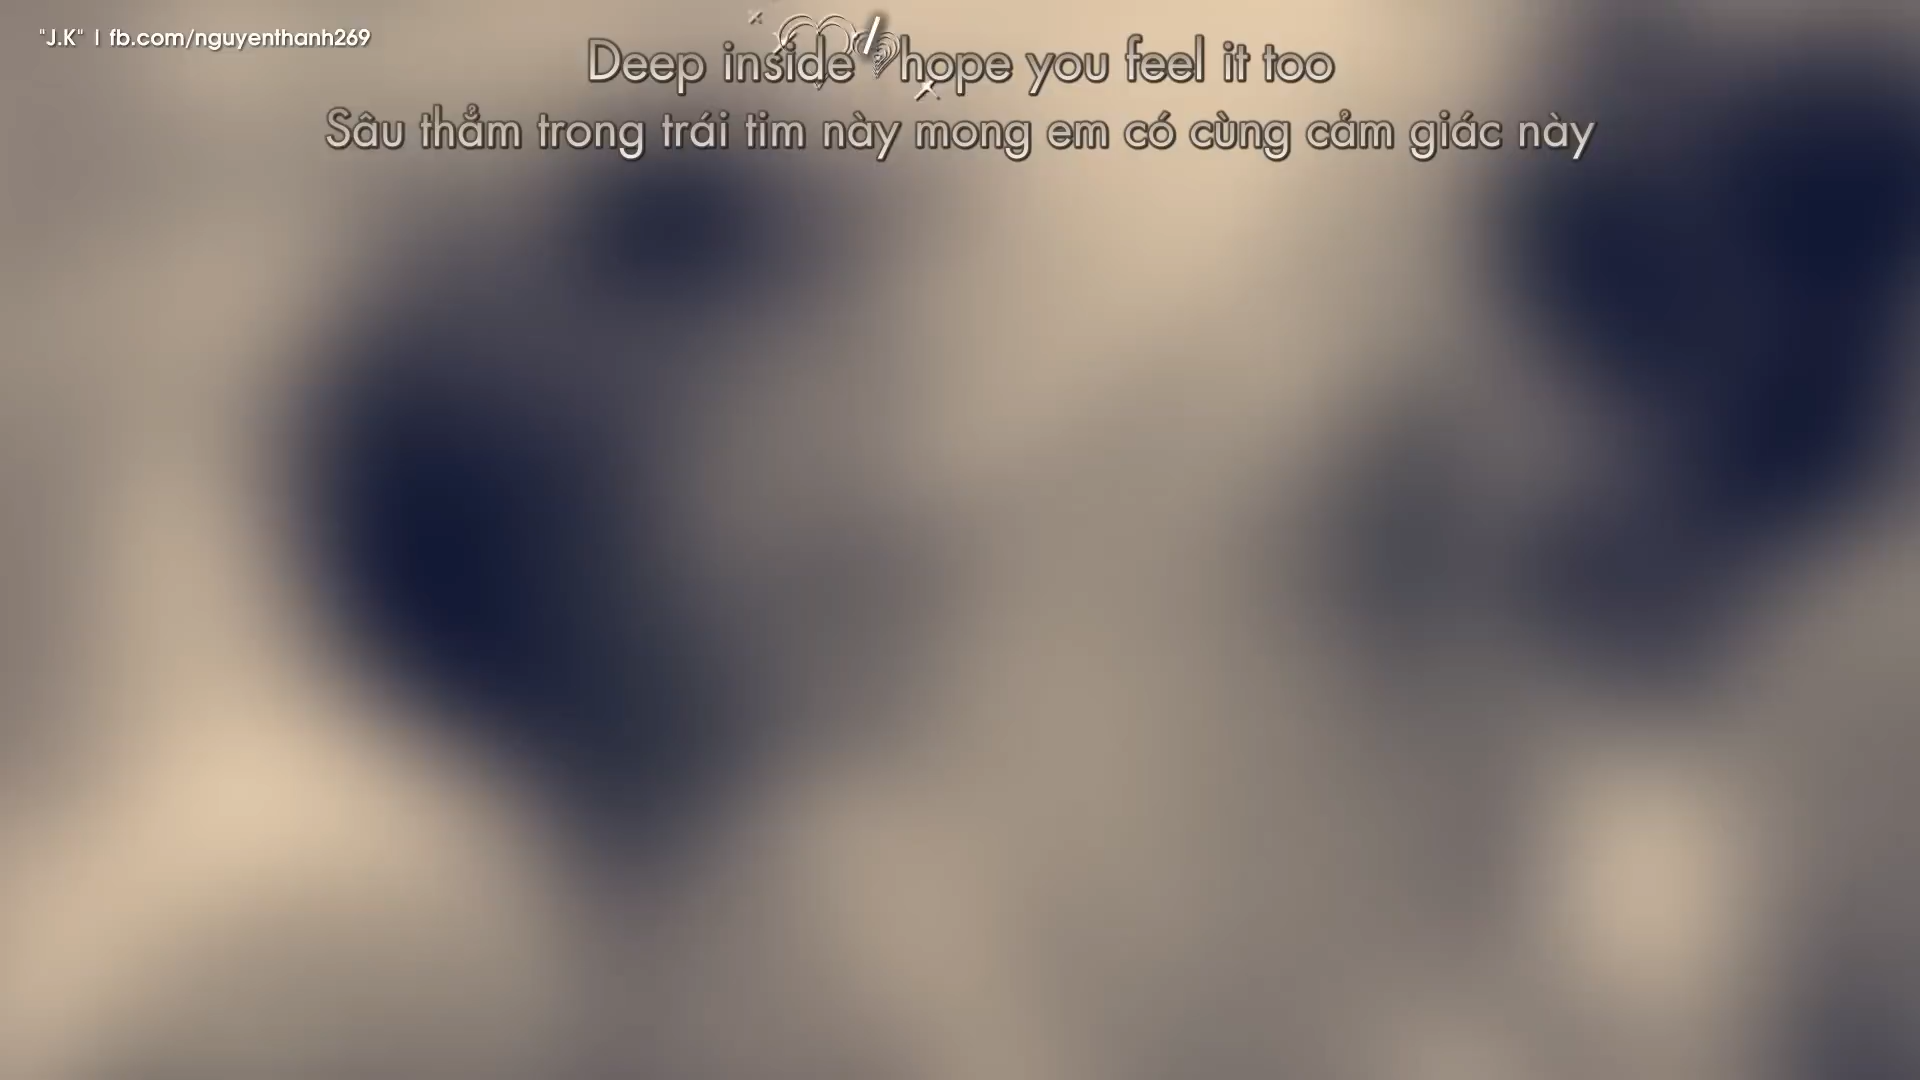 "J.K" | fb.com/nguyenthanh269
Deep inside I hope you feel it too
Sâu thẳm trong trái tim này mong em có cùng cảm giác này